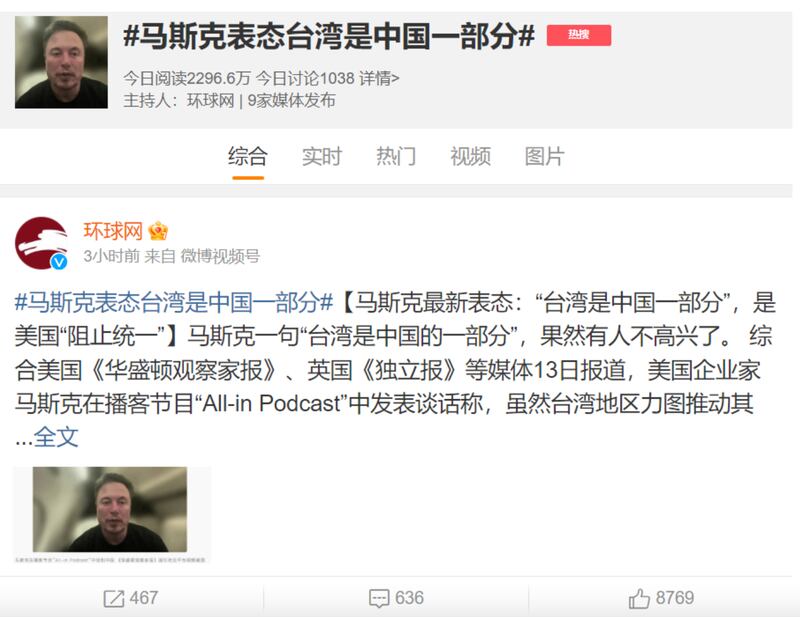 #马斯克表态台湾是中国一部分# 热搜
今日阅读2296.6万 今日讨论1038 详情>
主持人：环球网 | 9家媒体发布
综合 实时 热门 视频 图片
环球网
3小时前 来自 微博视频号
#马斯克表态台湾是中国一部分#【马斯克最新表态：“台湾是中国一部分”，是
美国“阻止统一”】马斯克一句“台湾是中国的一部分”，果然有人不高兴了。 综
合美国《华盛顿观察家报》、英国《独立报》等媒体13日报道，美国企业家
马斯克在播客节目“All-in Podcast”中发表谈话称，虽然台湾地区力图推动其
...全文
467 636 8769